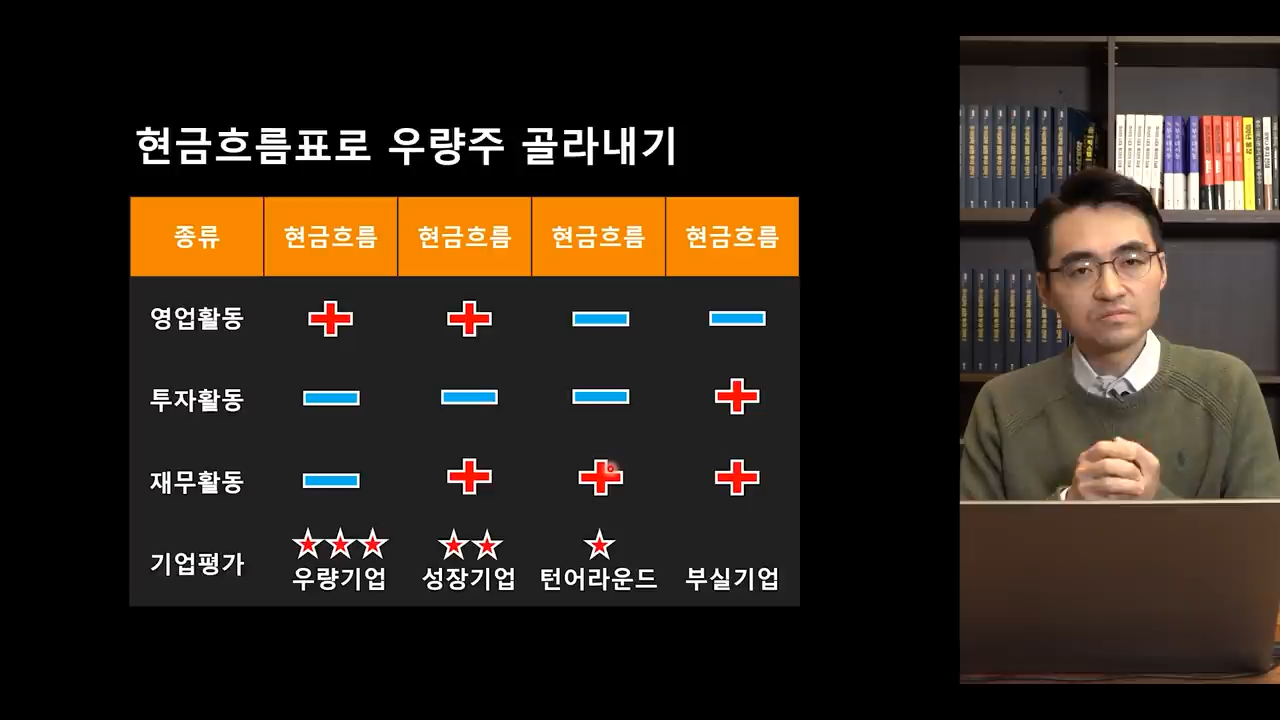 현금흐름표로 우량주 골라내기
종류 현금흐름 현금흐름 현금흐름 현금흐름
영업활동
투자활동
재무활동
기업평가
우량기업 성장기업 턴어라운드 부실기업